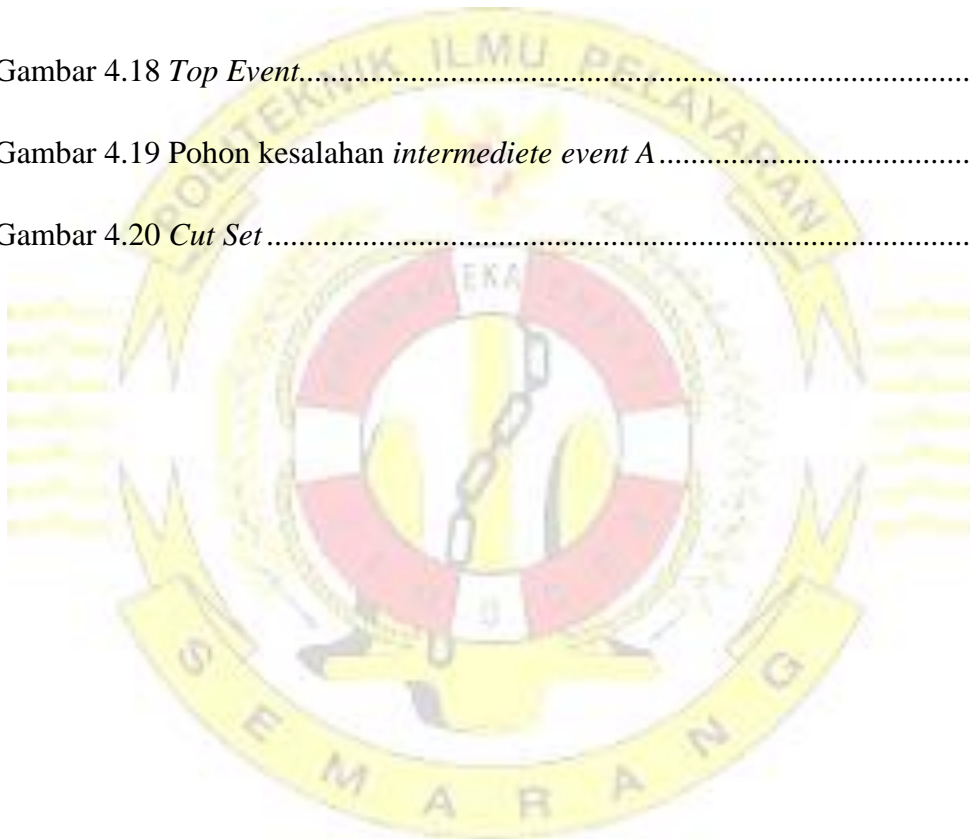 Gambar 4.18 Top Event
Gambar 4.19 Pohon kesalahan intermediete event A
Gambar 4.20 Cut Set
POLITEKNIK ILMU PELAYARAN
EKA
SEMARANG